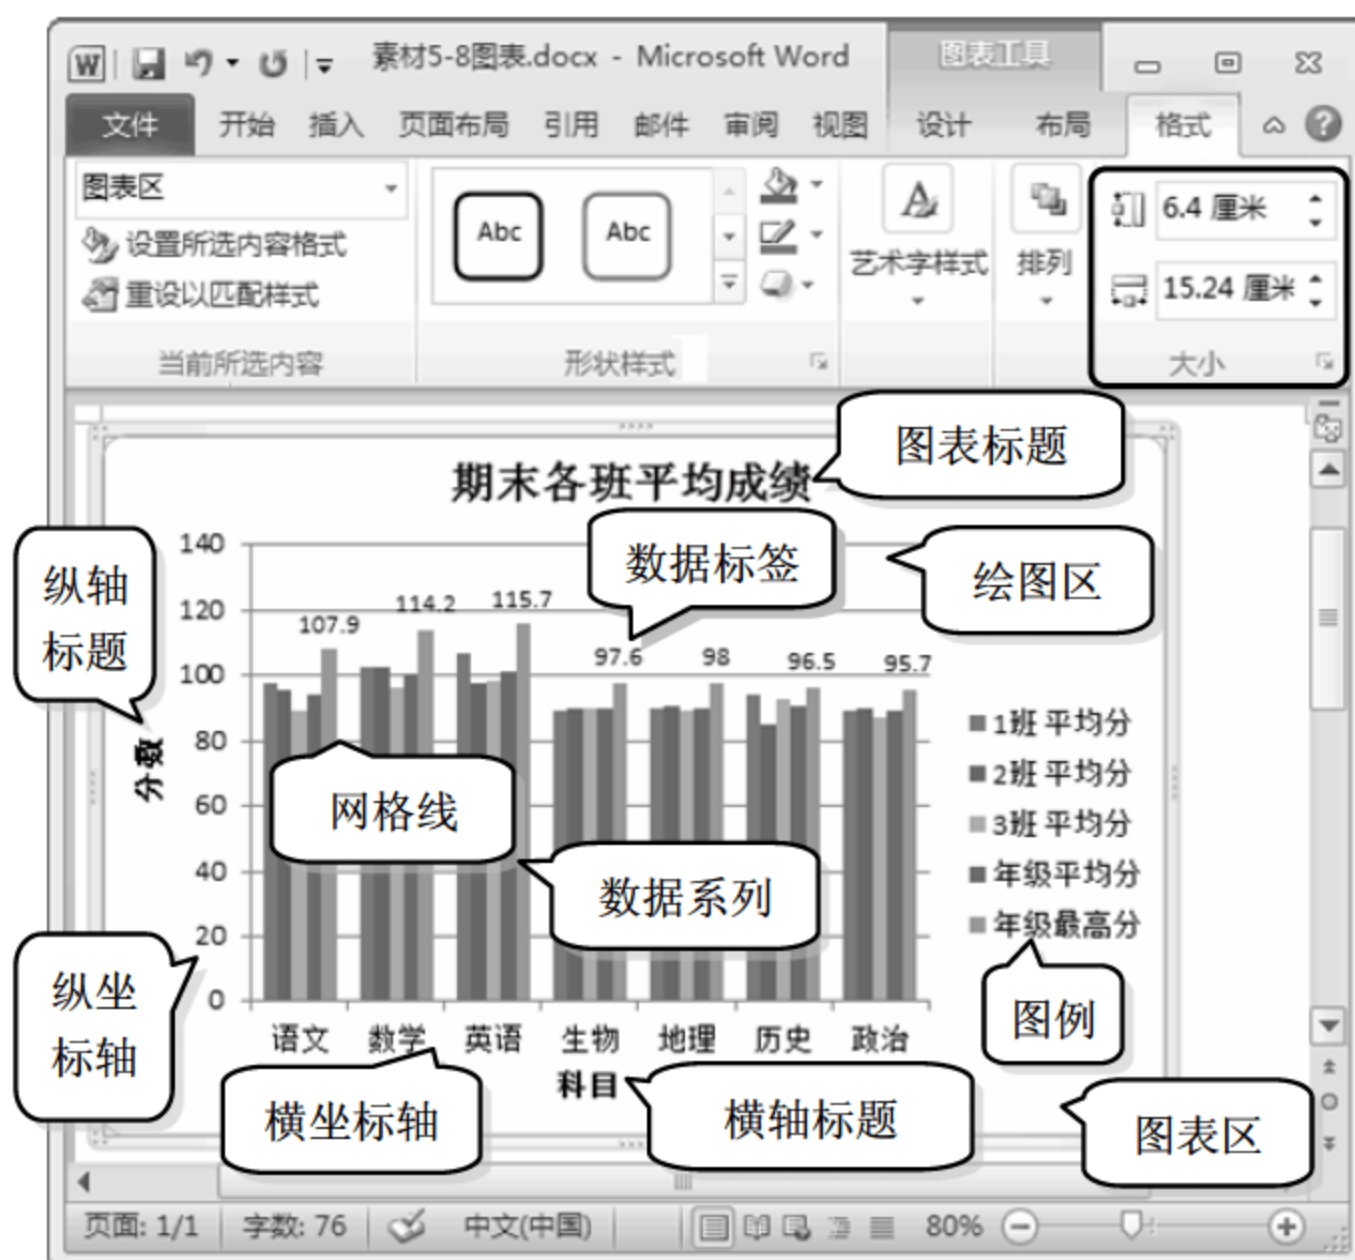 素材5-8图表.docx - Microsoft Word
图表工具
文件 开始 插入 页面布局 引用 邮件 审阅 视图 设计 布局 格式
图表区
设置所选内容格式
重设以匹配样式
当前所选内容
Abc Abc
形状样式
艺术字样式
排列
6.4 厘米
15.24 厘米
大小
图表标题
期末各班平均成绩
数据标签
绘图区
纵轴
标题
分数
140
120
100
80
60
40
20
0
107.9
114.2
115.7
97.6
98
96.5
95.7
网格线
数据系列
1班 平均分
2班 平均分
3班 平均分
年级平均分
年级最高分
图例
纵坐
标轴
语文 数学 英语 生物 地理 历史 政治
科目
横坐标轴
横轴标题
图表区
页面: 1/1 字数: 76 中文(中国) 80%